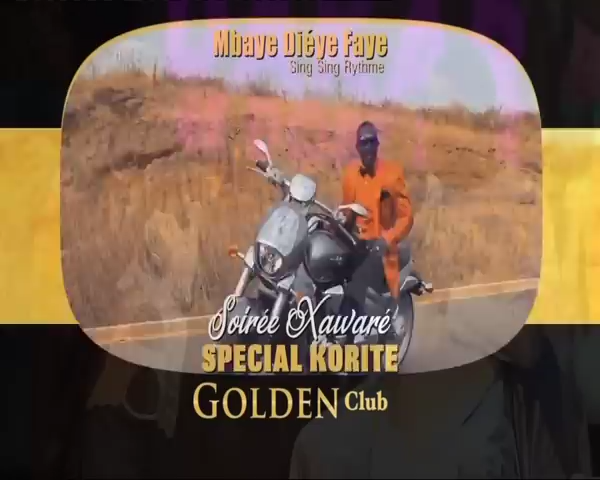 Mbaye Diéye Faye
Sing Sing Rythme
Soirée Xawaré
SPECIAL KORITE
GOLDEN Club